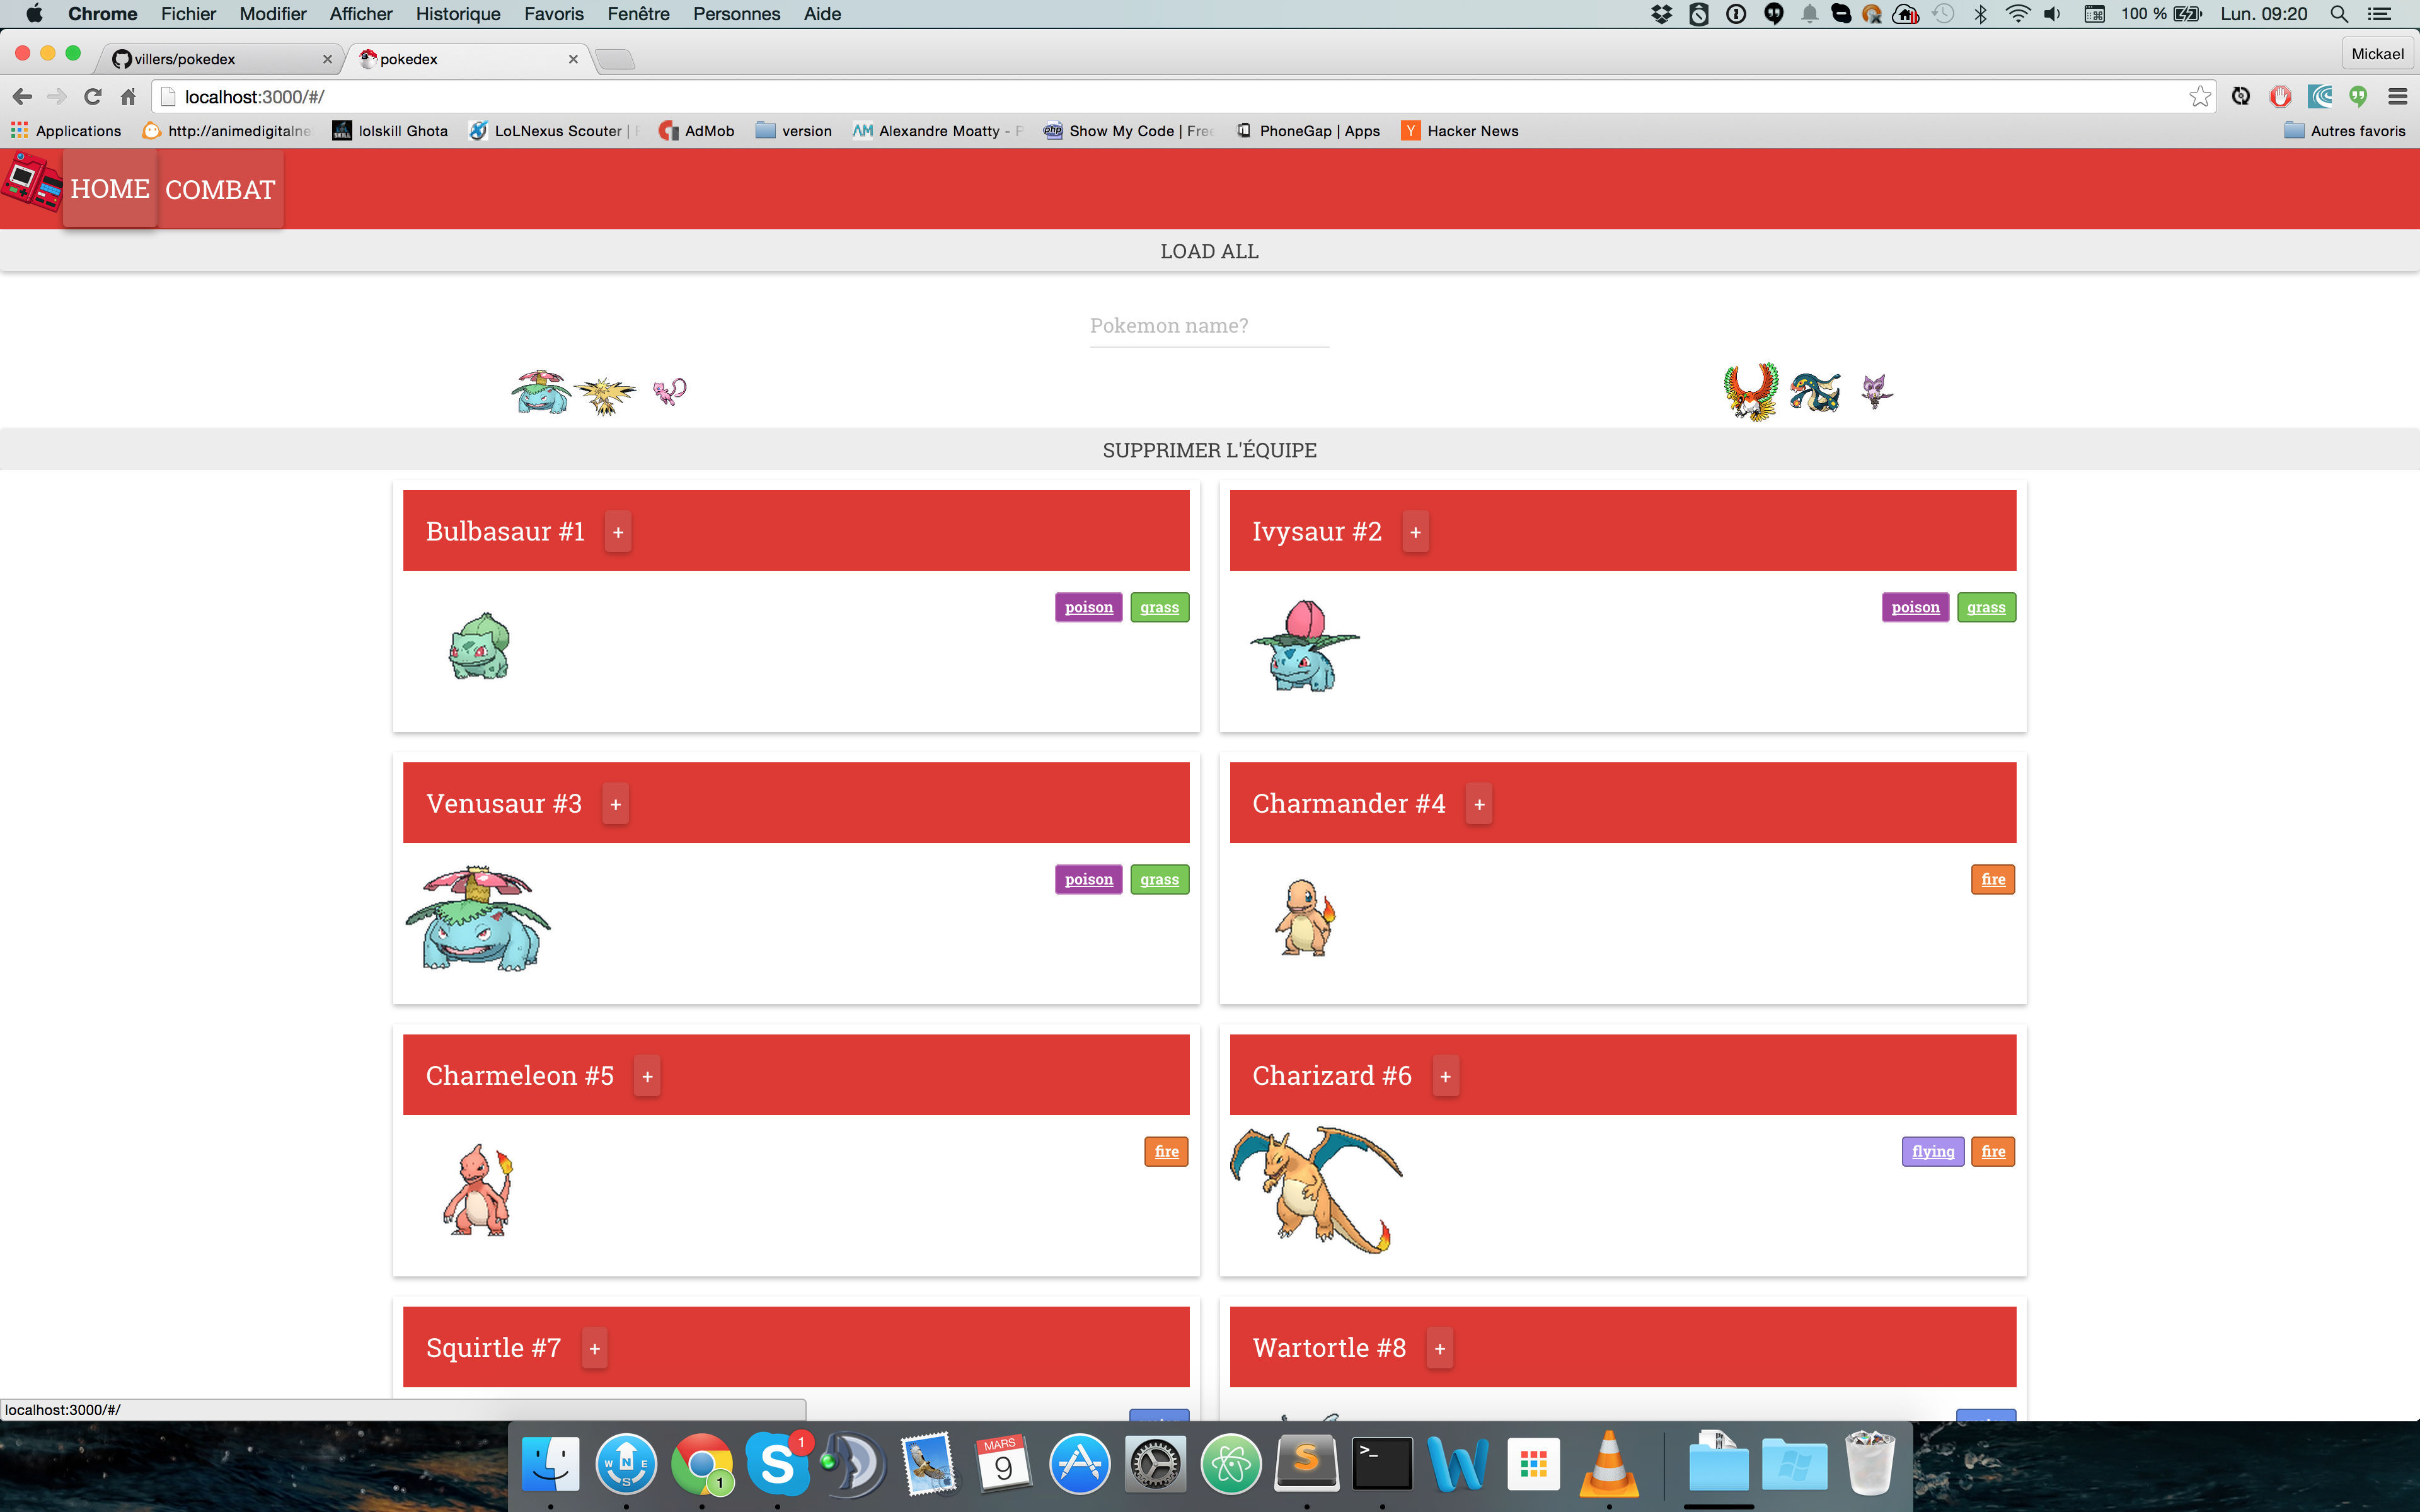 Chrome Fichier Modifier Afficher Historique Favoris Fenêtre Personnes Aide 100 % Lun. 09:20
villers/pokedex pokedex Mickael
localhost:3000/#/
Applications http://animedigitalne lolskill Ghota LoLNexus Scouter | AdMob version AM Alexandre Moatty - Show My Code | Fre PhoneGap | Apps Y Hacker News Autres favoris
HOME COMBAT
LOAD ALL
Pokemon name?
SUPPRIMER L'ÉQUIPE
Bulbasaur #1 + Ivysaur #2 +
poison grass poison grass
Venusaur #3 + Charmander #4 +
poison grass fire
Charmeleon #5 + Charizard #6 +
fire flying fire
Squirtle #7 + Wartortle #8 +
localhost:3000/#/
MARS
9
1
1
W N E
S
S
S
>_
W